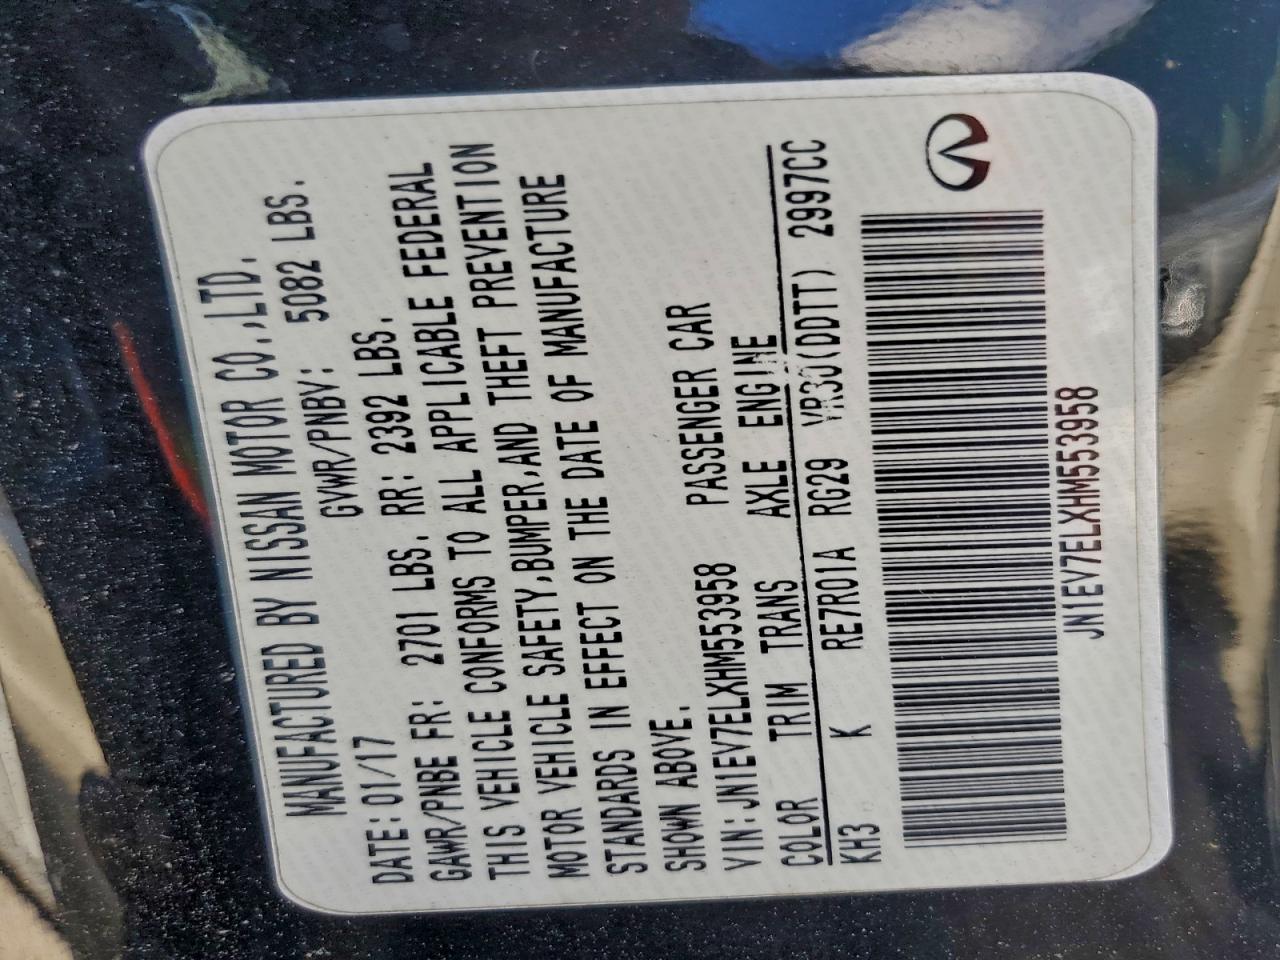 MANUFACTURED BY NISSAN MOTOR CO.,LTD.
DATE:01/17 GVWR/PNBV: 5082 LBS.
GAWR/PNBE FR: 2701 LBS. RR: 2392 LBS.
THIS VEHICLE CONFORMS TO ALL APPLICABLE FEDERAL
MOTOR VEHICLE SAFETY,BUMPER,AND THEFT PREVENTION
STANDARDS IN EFFECT ON THE DATE OF MANUFACTURE
SHOWN ABOVE.
VIN:JN1EV7ELXHM553958 PASSENGER CAR
COLOR TRIM TRANS AXLE ENGINE
KH3 K RE7R01A RG29 VR30(DDTT) 2997CC
JN1EV7ELXHM553958